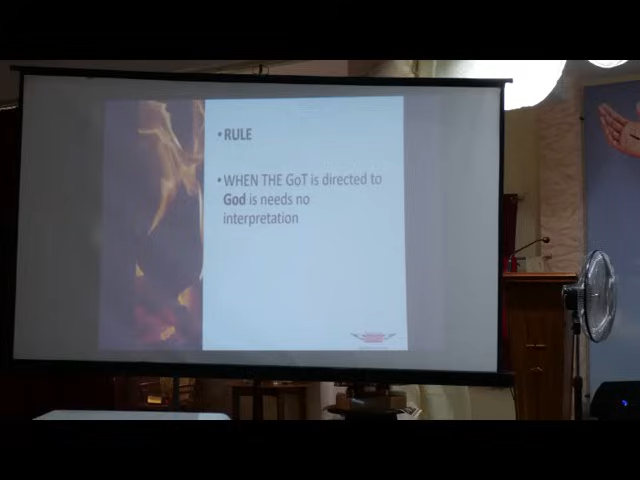 • RULE
• WHEN THE GoT is directed to
God is needs no
interpretation